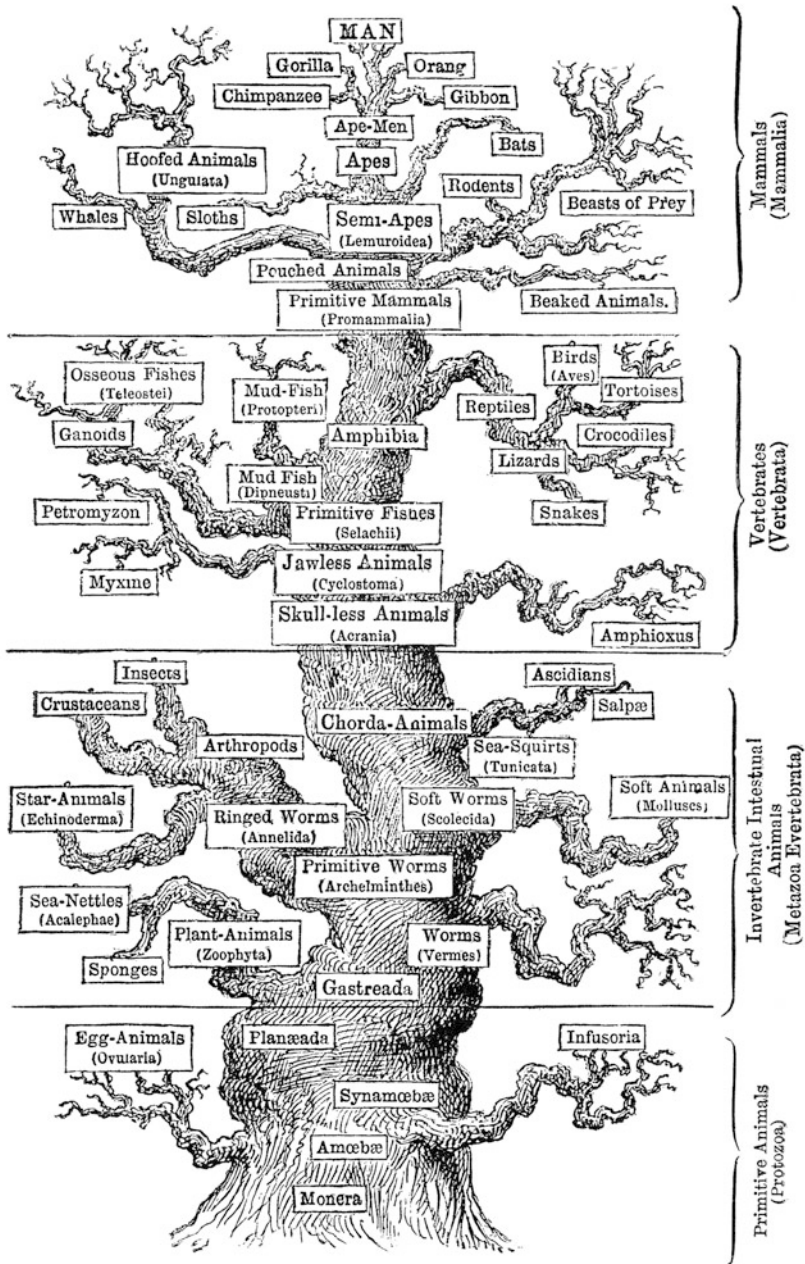 MAN
Gorilla
Orang
Chimpanzee
Gibbon
Ape-Men
Bats
Apes
Hoofed Animals
(Ungulata)
Rodents
Beasts of Prey
Whales
Sloths
Semi-Apes
(Lemuroidea)
Pouched Animals
Primitive Mammals
(Promammalia)
Beaked Animals.
Mammals
(Mammalia)
Osseous Fishes
(Teleostei)
Mud-Fish
(Protopteri)
Birds
(Aves)
Tortoises
Reptiles
Ganoids
Amphibia
Crocodiles
Lizards
Mud Fish
(Dipneusti)
Petromyzon
Primitive Fishes
(Selachii)
Snakes
Jawless Animals
(Cyclostoma)
Myxine
Skull-less Animals
(Acrania)
Amphioxus
Vertebrates
(Vertebrata)
Insects
Ascidians
Crustaceans
Salpæ
Chorda-Animals
Arthropods
Sea-Squirts
(Tunicata)
Star-Animals
(Echinoderma)
Ringed Worms
(Annelida)
Soft Worms
(Scolecida)
Soft Animals
(Molluscs)
Primitive Worms
(Archelminthes)
Sea-Nettles
(Acalephae)
Plant-Animals
(Zoophyta)
Worms
(Vermes)
Sponges
Gastreada
Invertebrate Intestinal
Animals
(Metazoa Evertebrata)
Egg-Animals
(Ovularia)
Planæada
Infusoria
Synamœbæ
Amœbæ
Monera
Primitive Animals
(Protozoa)